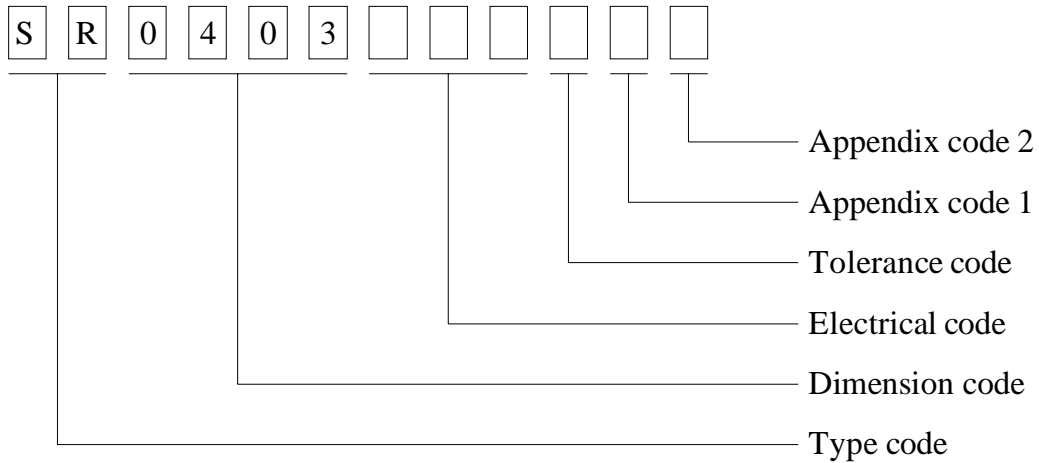 S R 0 4 0 3
Appendix code 2
Appendix code 1
Tolerance code
Electrical code
Dimension code
Type code